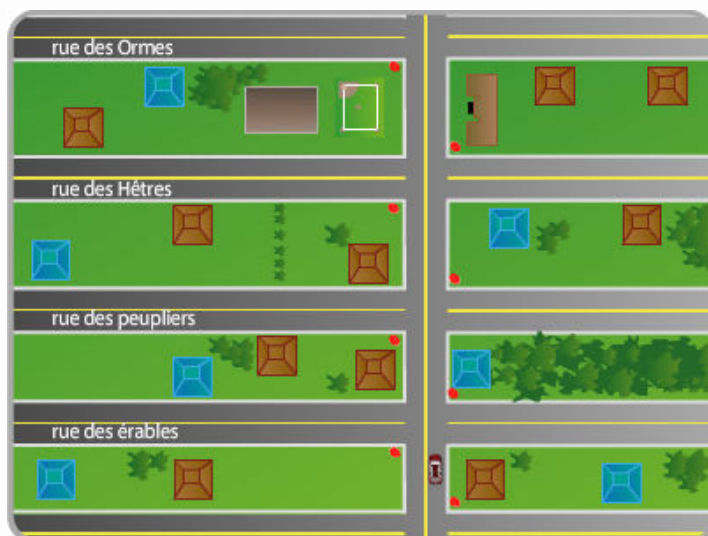 rue des Ormes
rue des Hêtres
rue des peupliers
rue des érables